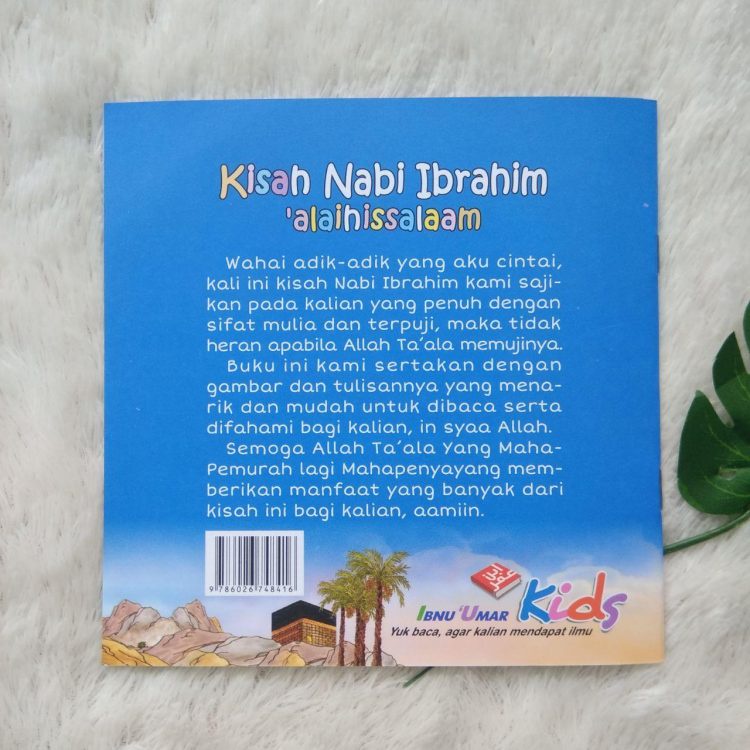 Kisah Nabi Ibrahim
'alaihissalaam
Wahai adik-adik yang aku cintai,
kali ini kisah Nabi Ibrahim kami saji-
kan pada kalian yang penuh dengan
sifat mulia dan terpuji, maka tidak
heran apabila Allah Ta'ala memujinya.
Buku ini kami sertakan dengan
gambar dan tulisannya yang mena-
rik dan mudah untuk dibaca serta
difahami bagi kalian, in syaa Allah.
Semoga Allah Ta'ala Yang Maha-
Pemurah lagi Mahapenyayang mem-
berikan manfaat yang banyak dari
kisah ini bagi kalian, aamiin.
9 786026 748416
IBNU 'UMAR Kids
Yuk baca, agar kalian mendapat ilmu